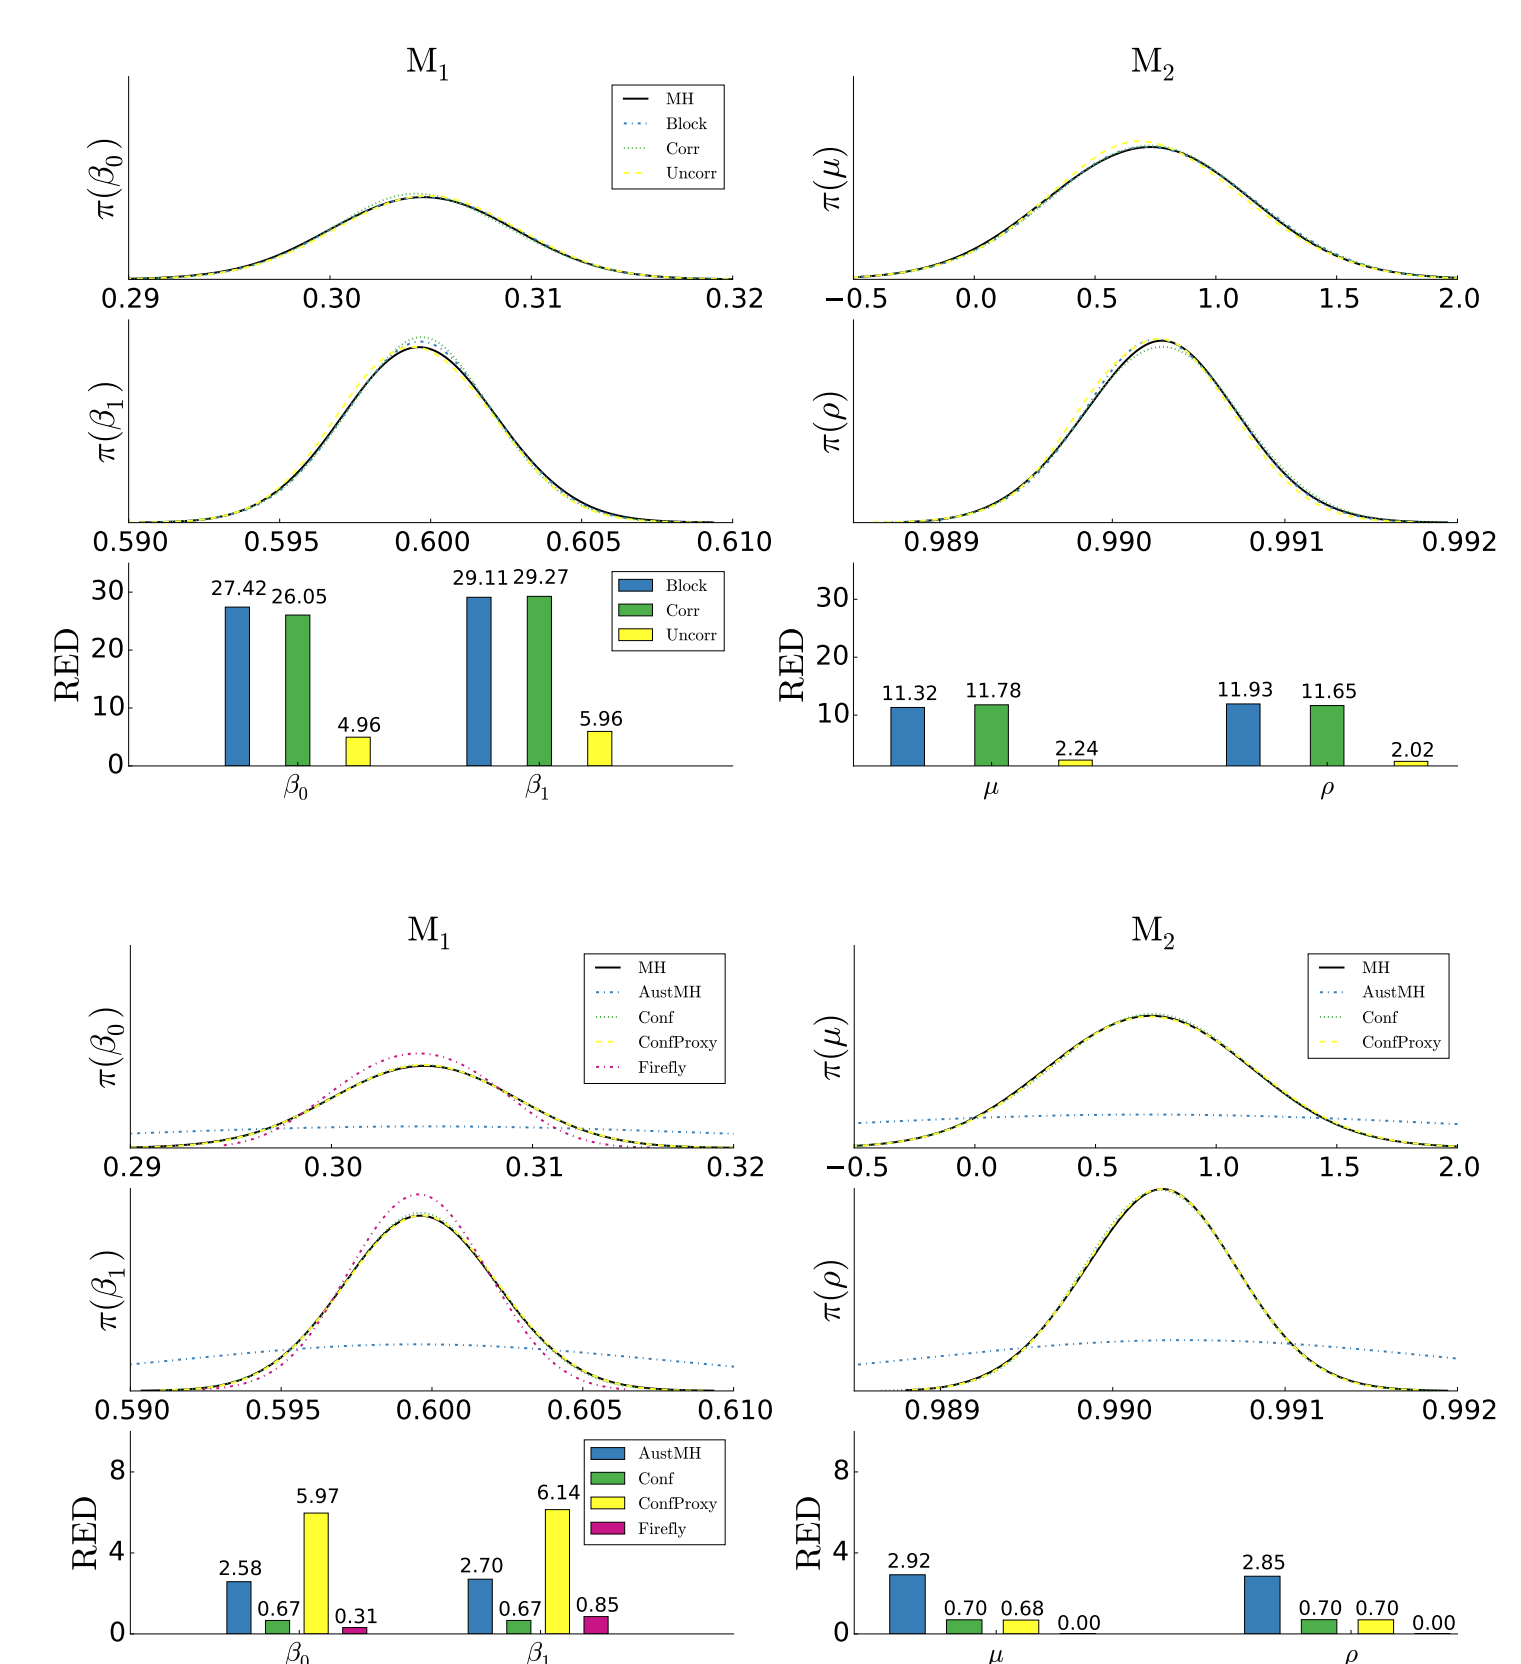 M1
MH
Block
Corr
Uncorr
π(β0)
0.29 0.30 0.31 0.32
M2
π(μ)
−0.5 0.0 0.5 1.0 1.5 2.0
π(β1)
0.590 0.595 0.600 0.605 0.610
π(ρ)
0.989 0.990 0.991 0.992
RED
30
20
10
0
27.42 26.05 4.96 29.11 29.27 5.96
Block
Corr
Uncorr
β0 β1
RED
30
20
10
11.32 11.78 2.24 11.93 11.65 2.02
μ ρ
M1
MH
AustMH
Conf
ConfProxy
Firefly
π(β0)
0.29 0.30 0.31 0.32
M2
MH
AustMH
Conf
ConfProxy
π(μ)
−0.5 0.0 0.5 1.0 1.5 2.0
π(β1)
0.590 0.595 0.600 0.605 0.610
π(ρ)
0.989 0.990 0.991 0.992
RED
8
4
0
2.58 0.67 5.97 0.31 2.70 0.67 6.14 0.85
AustMH
Conf
ConfProxy
Firefly
β0 β1
RED
8
4
0
2.92 0.70 0.68 0.00 2.85 0.70 0.70 0.00
μ ρ